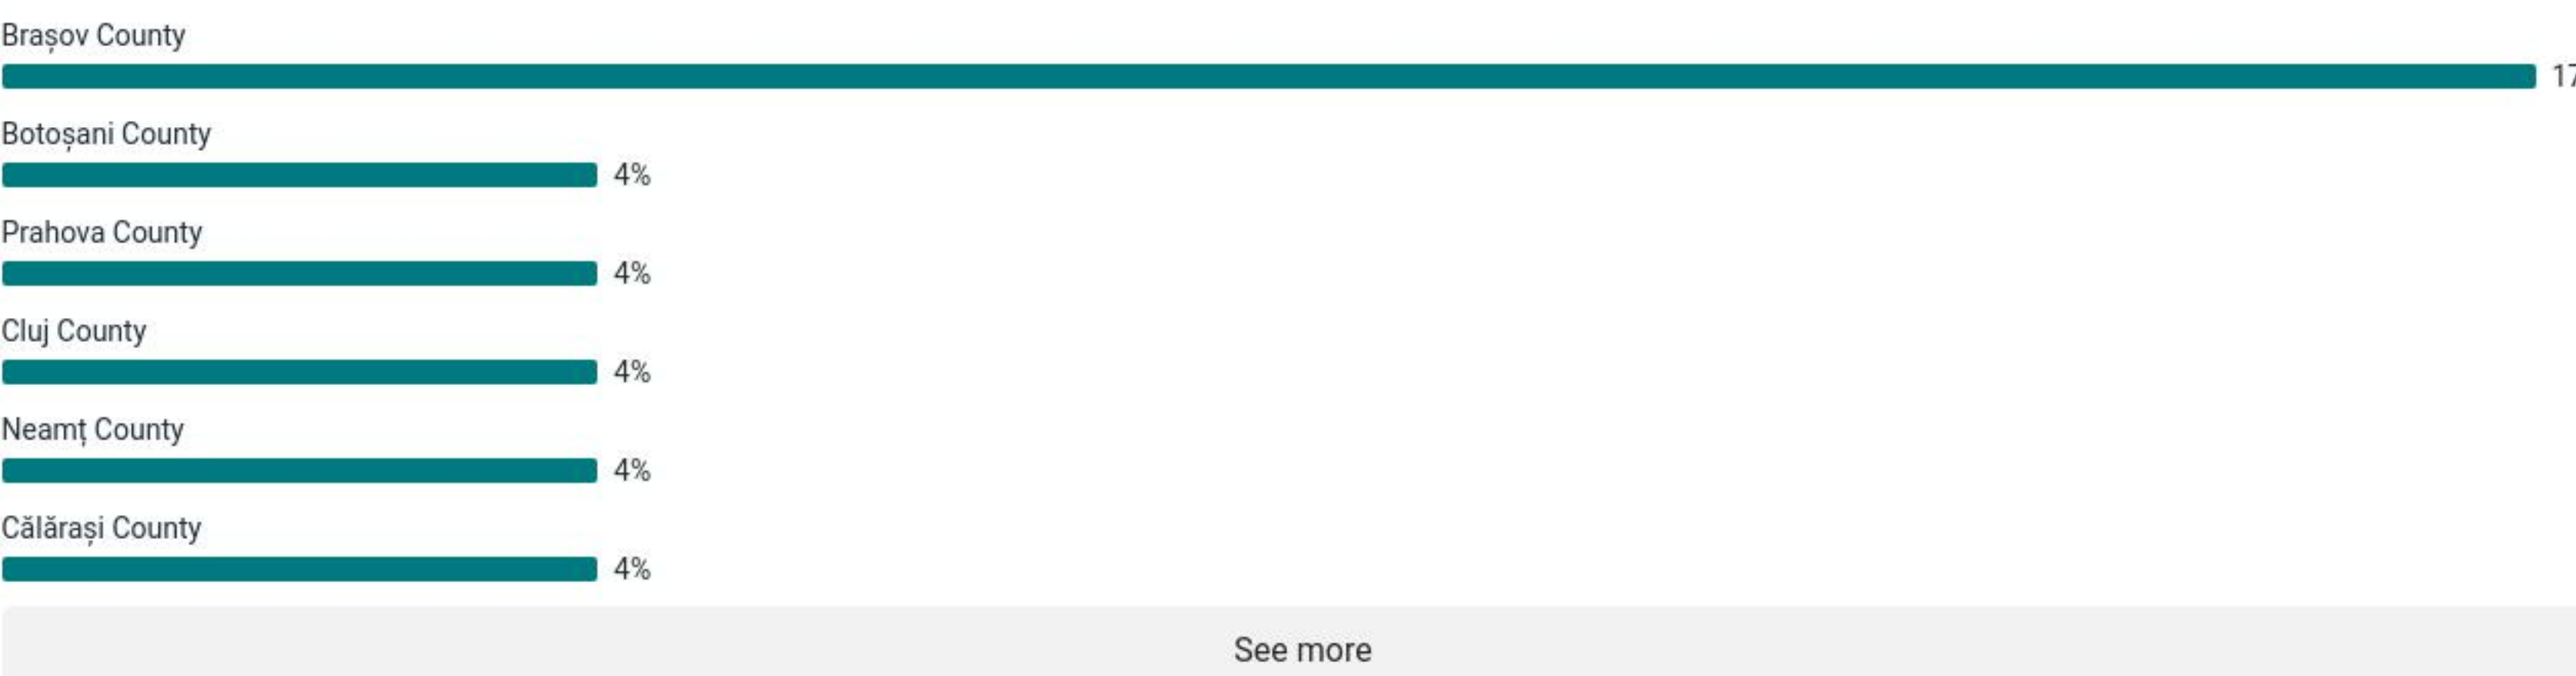 Brașov County
17
Botoșani County
4%
Prahova County
4%
Cluj County
4%
Neamț County
4%
Călărași County
4%
See more